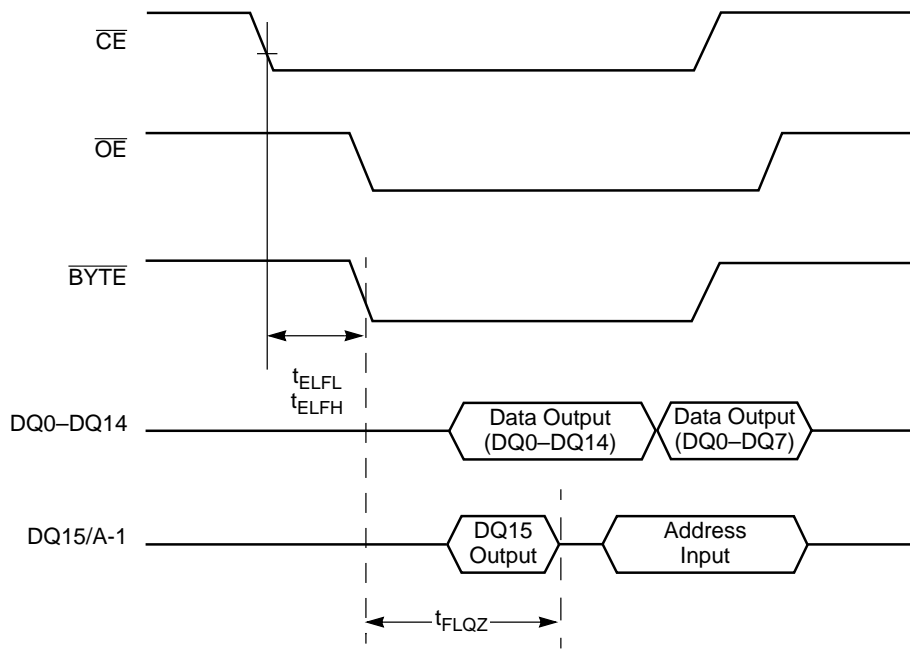 CE
OE
BYTE
tELFL
tELFH
DQ0–DQ14
Data Output
(DQ0–DQ14)
Data Output
(DQ0–DQ7)
DQ15/A-1
DQ15
Output
Address
Input
tFLQZ